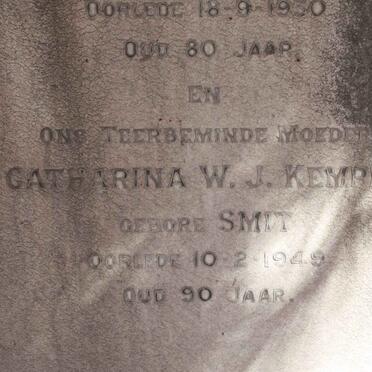 OORLEDE 18-9-1930
OUD 80 JAAR
EN
ONS TEERBEMINDE MOEDER
CATHARINA W. J. KEMP
GEBORE SMIT
OORLEDE 10-2-1949
OUD 90 JAAR.